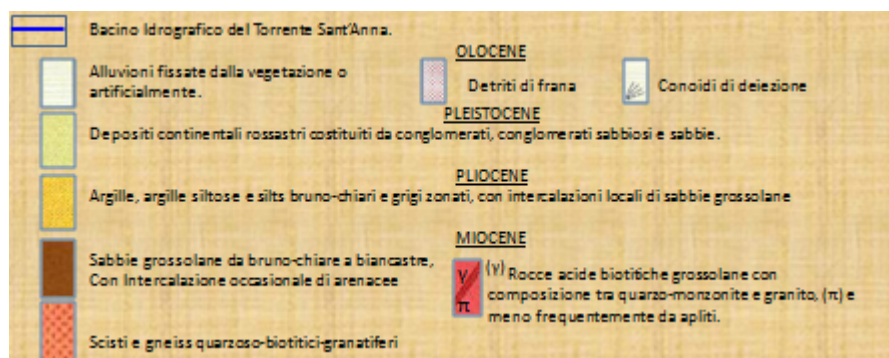 Bacino Idrografico del Torrente Sant'Anna.
OLOCENE
Alluvioni fissate dalla vegetazione o
artificialmente.
Detriti di frana
Conoidi di deiezione
PLEISTOCENE
Depositi continentali rossastri costituiti da conglomerati, conglomerati sabbiosi e sabbie.
PLIOCENE
Argille, argille siltose e silts bruno-chiari e grigi zonati, con intercalazioni locali di sabbie grossolane
MIOCENE
Sabbie grossolane da bruno-chiare a biancastre,
Con Intercalazione occasionale di arenacee
γ
π
(γ) Rocce acide biotitiche grossolane con
composizione tra quarzo-monzonite e granito, (π) e
meno frequentemente da apliti.
Scisti e gneiss quarzoso-biotitici-granatiferi